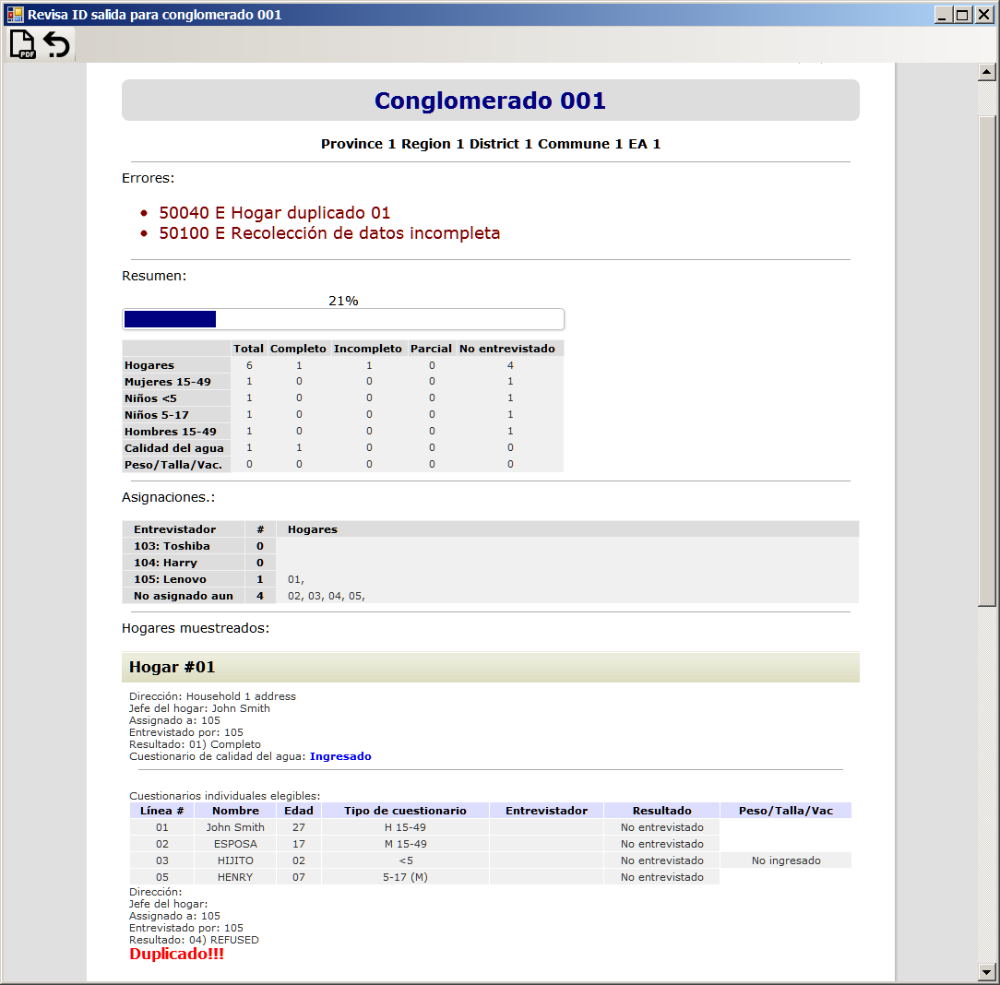 Revisa ID salida para conglomerado 001
PDF
Conglomerado 001
Province 1 Region 1 District 1 Commune 1 EA 1
Errores:
• 50040 E Hogar duplicado 01
• 50100 E Recolección de datos incompleta
Resumen:
21%
Total Completo Incompleto Parcial No entrevistado
Hogares 6 1 1 0 4
Mujeres 15-49 1 0 0 0 1
Niños <5 1 0 0 0 1
Niños 5-17 1 0 0 0 1
Hombres 15-49 1 0 0 0 1
Calidad del agua 1 1 0 0 0
Peso/Talla/Vac. 0 0 0 0 0
Asignaciones.:
Entrevistador # Hogares
103: Toshiba 0
104: Harry 0
105: Lenovo 1 01,
No asignado aun 4 02, 03, 04, 05,
Hogares muestreados:
Hogar #01
Dirección: Household 1 address
Jefe del hogar: John Smith
Assignado a: 105
Entrevistado por: 105
Resultado: 01) Completo
Cuestionario de calidad del agua: Ingresado
Cuestionarios individuales elegibles:
Línea # Nombre Edad Tipo de cuestionario Entrevistador Resultado Peso/Talla/Vac
01 John Smith 27 H 15-49 No entrevistado
02 ESPOSA 17 M 15-49 No entrevistado
03 HIJITO 02 <5 No entrevistado No ingresado
05 HENRY 07 5-17 (M) No entrevistado
Dirección:
Jefe del hogar:
Assignado a: 105
Entrevistado por: 105
Resultado: 04) REFUSED
Duplicado!!!